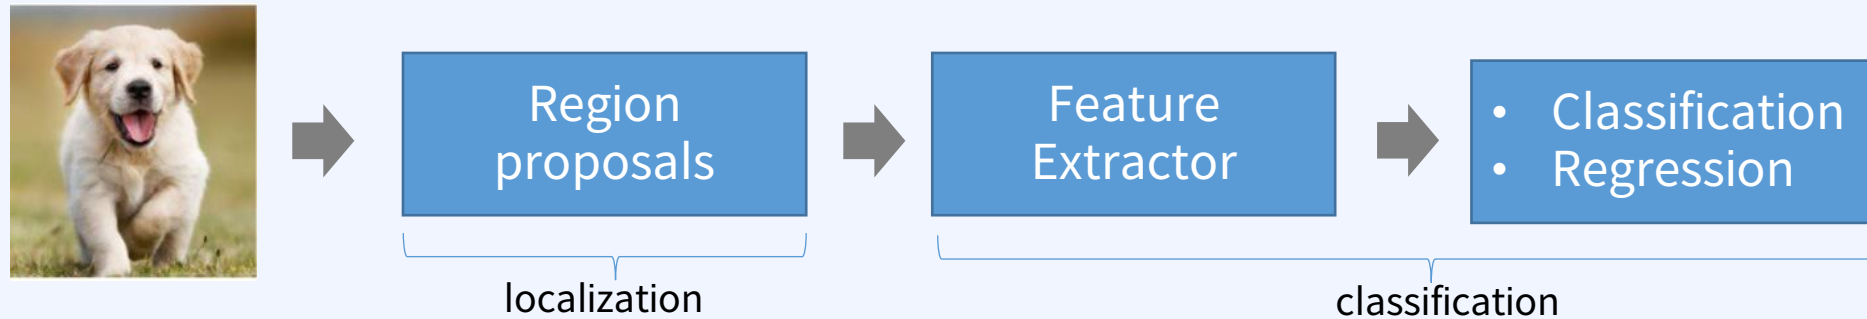 Region
proposals
Feature
Extractor
• Classification
• Regression
localization
classification